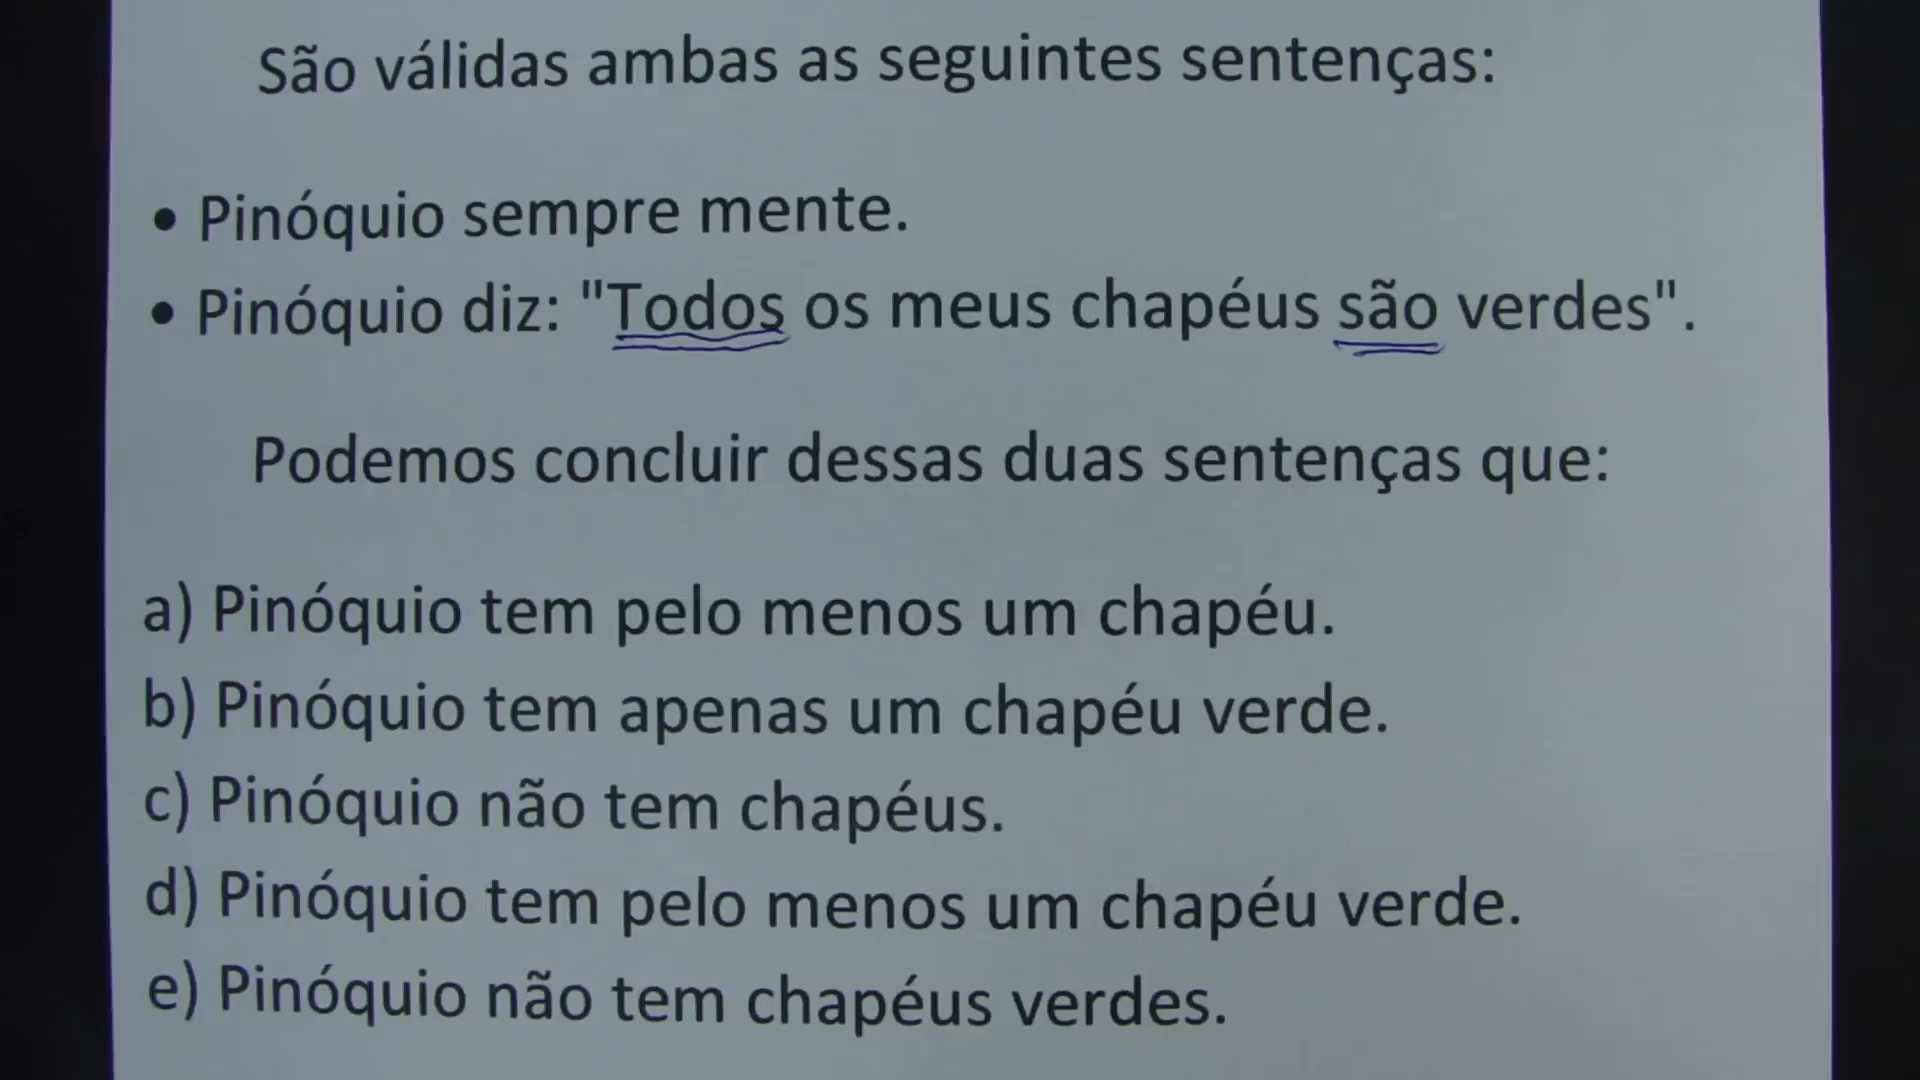 São válidas ambas as seguintes sentenças:
• Pinóquio sempre mente.
• Pinóquio diz: "Todos os meus chapéus são verdes".
Podemos concluir dessas duas sentenças que:
a) Pinóquio tem pelo menos um chapéu.
b) Pinóquio tem apenas um chapéu verde.
c) Pinóquio não tem chapéus.
d) Pinóquio tem pelo menos um chapéu verde.
e) Pinóquio não tem chapéus verdes.